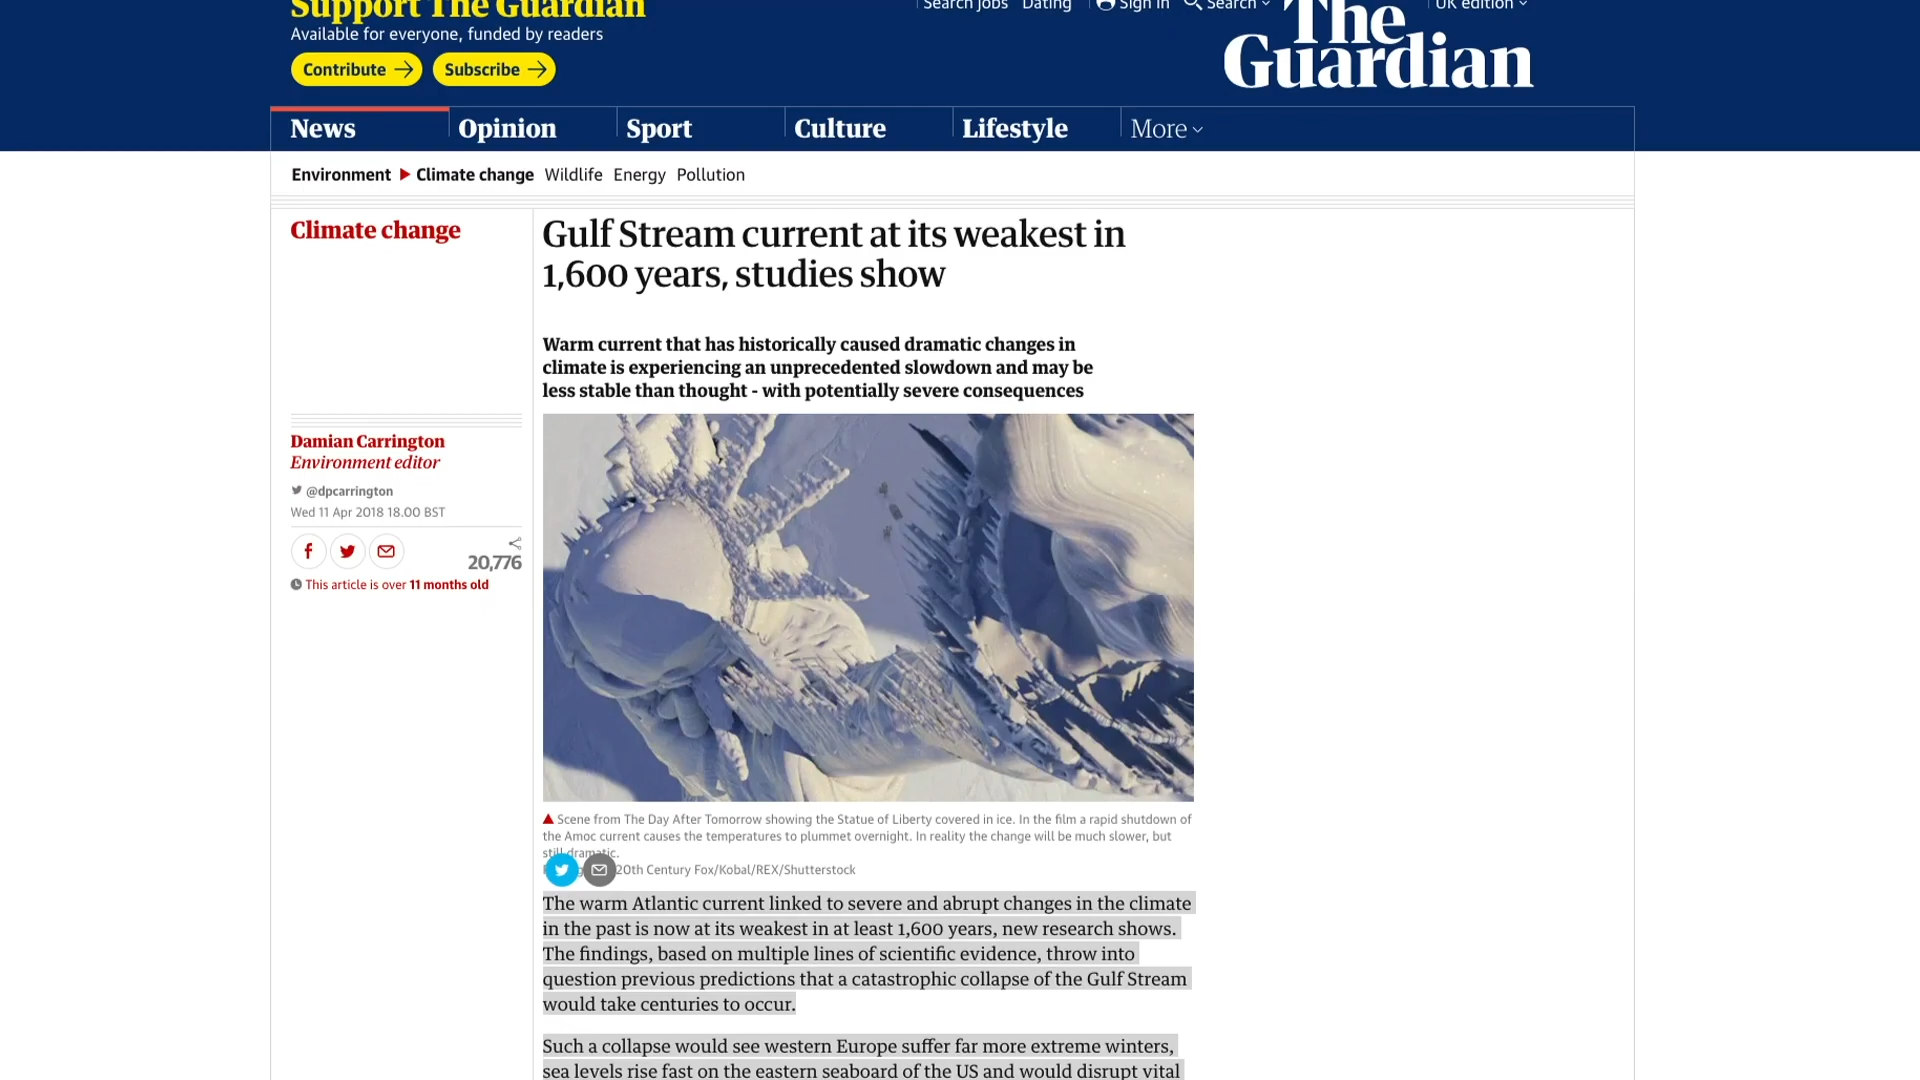 Support The Guardian
Available for everyone, funded by readers
Contribute
Subscribe
Search jobs Dating Sign in Search UK edition
The
Guardian
News Opinion Sport Culture Lifestyle More
Environment Climate change Wildlife Energy Pollution
Climate change
Gulf Stream current at its weakest in
1,600 years, studies show
Warm current that has historically caused dramatic changes in
climate is experiencing an unprecedented slowdown and may be
less stable than thought - with potentially severe consequences
Damian Carrington
Environment editor
@dpcarrington
Wed 11 Apr 2018 18.00 BST
20,776
This article is over 11 months old
Scene from The Day After Tomorrow showing the Statue of Liberty covered in ice. In the film a rapid shutdown of
the Amoc current causes the temperatures to plummet overnight. In reality the change will be much slower, but
still dramatic.
20th Century Fox/Kobal/REX/Shutterstock
The warm Atlantic current linked to severe and abrupt changes in the climate
in the past is now at its weakest in at least 1,600 years, new research shows.
The findings, based on multiple lines of scientific evidence, throw into
question previous predictions that a catastrophic collapse of the Gulf Stream
would take centuries to occur.
Such a collapse would see western Europe suffer far more extreme winters,
sea levels rise fast on the eastern seaboard of the US and would disrupt vital